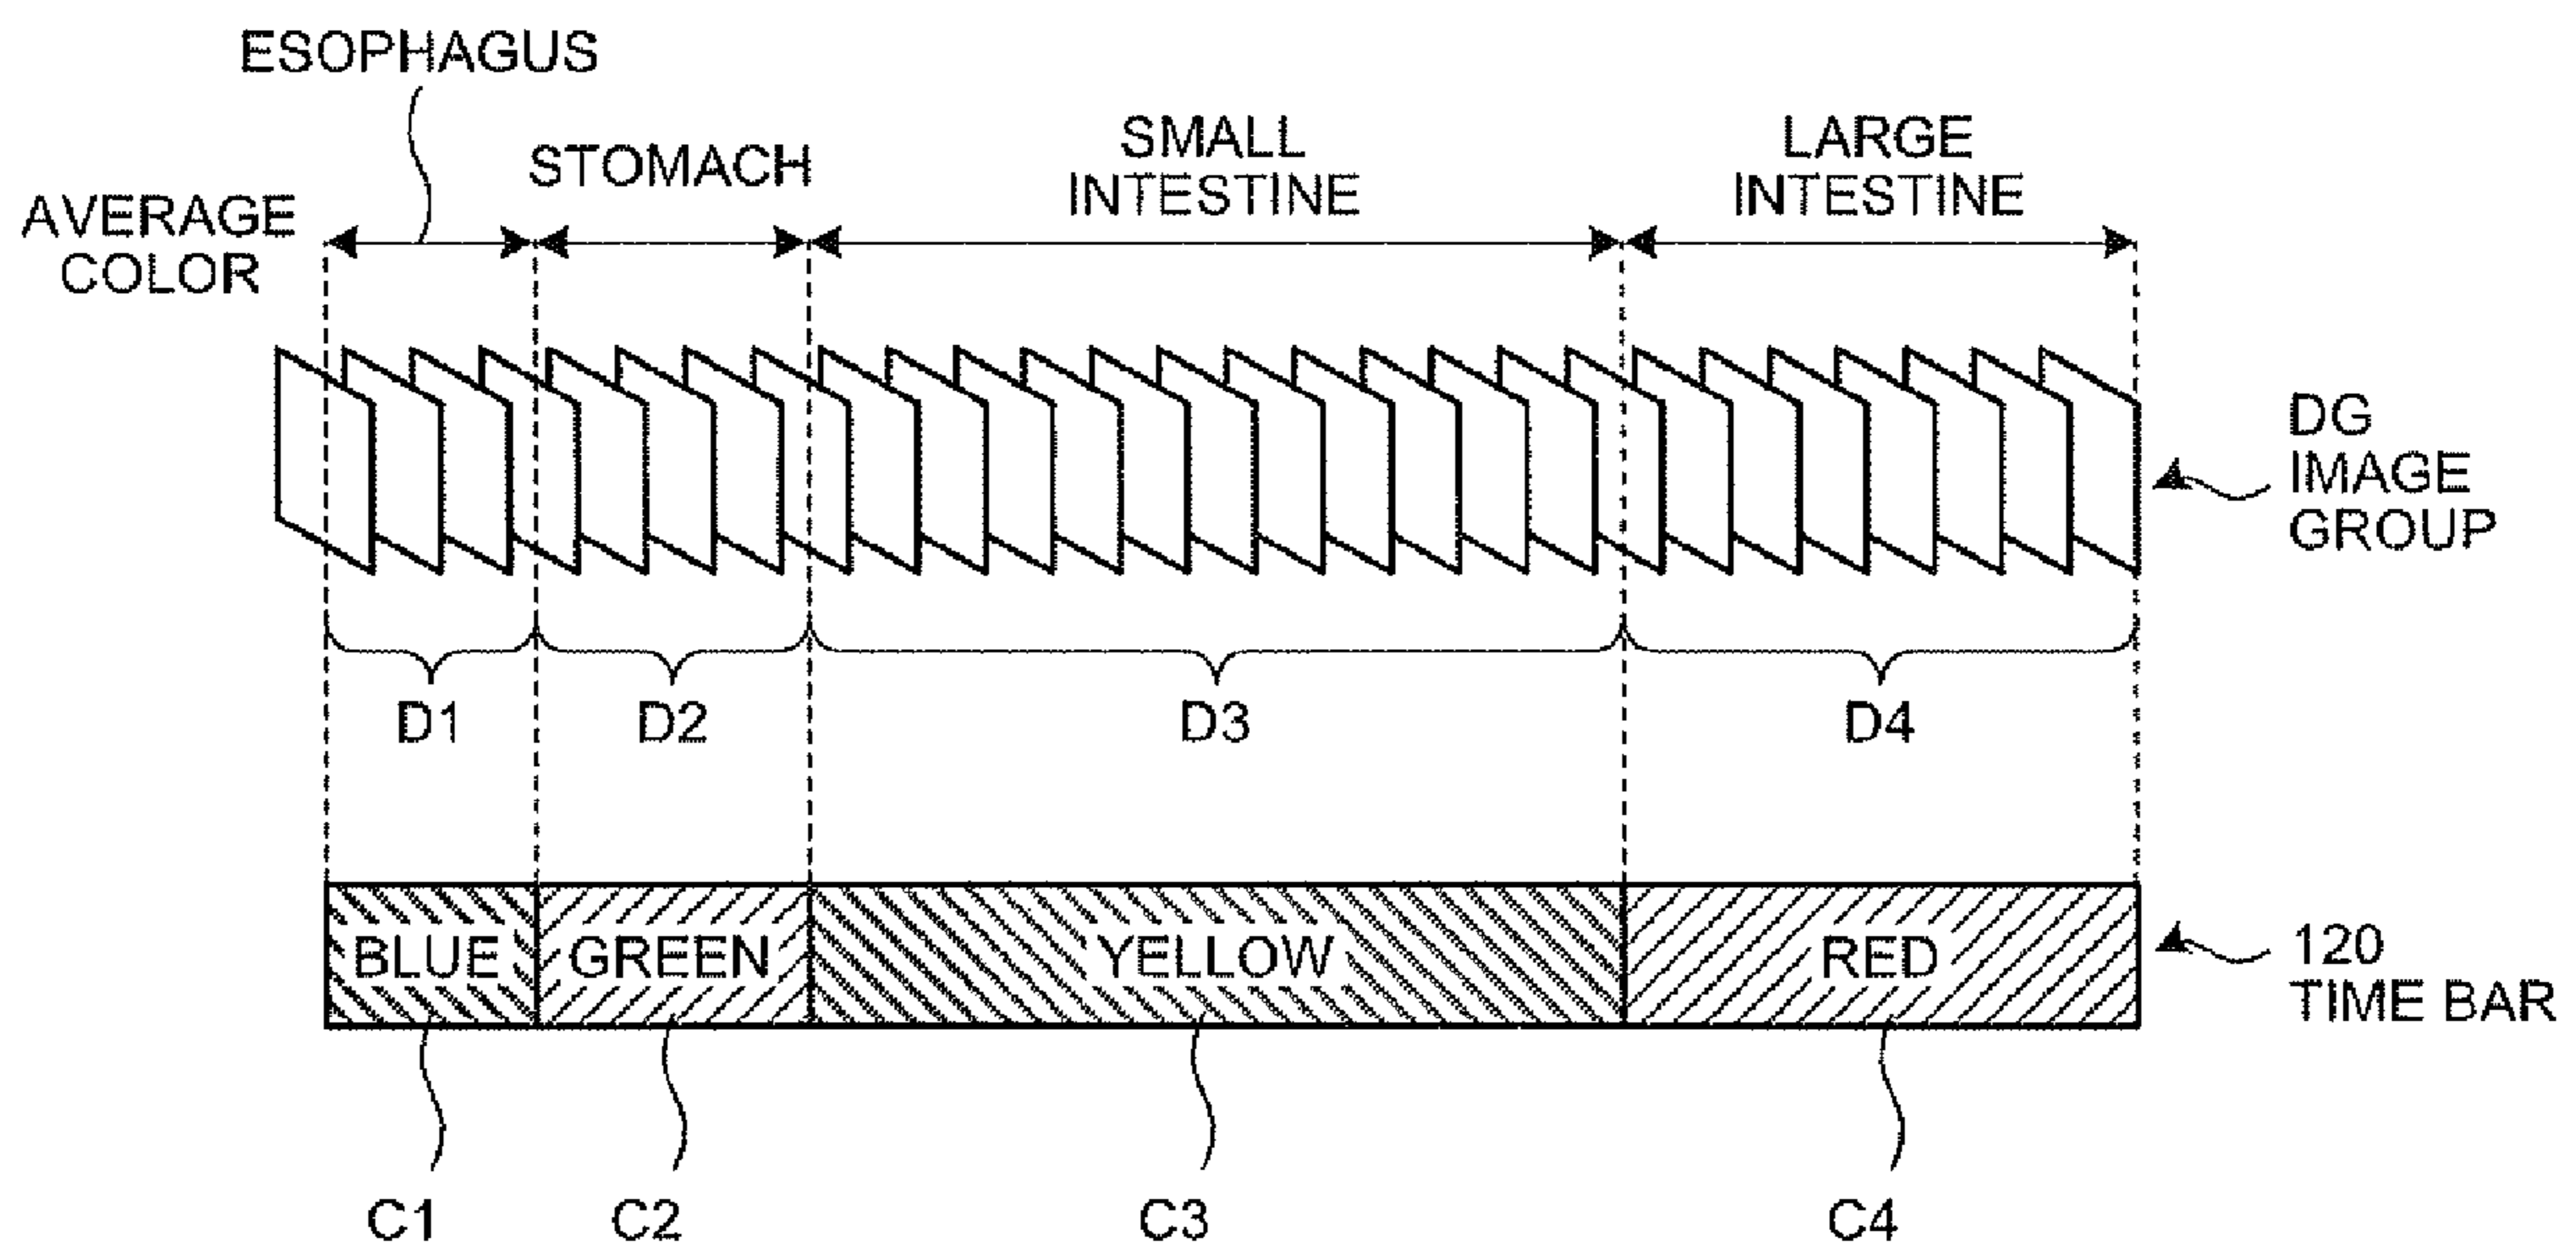 ESOPHAGUS
STOMACH
SMALL
INTESTINE
LARGE
INTESTINE
AVERAGE
COLOR
DG
IMAGE
GROUP
D1
D2
D3
D4
BLUE
GREEN
YELLOW
RED
120
TIME BAR
C1
C2
C3
C4